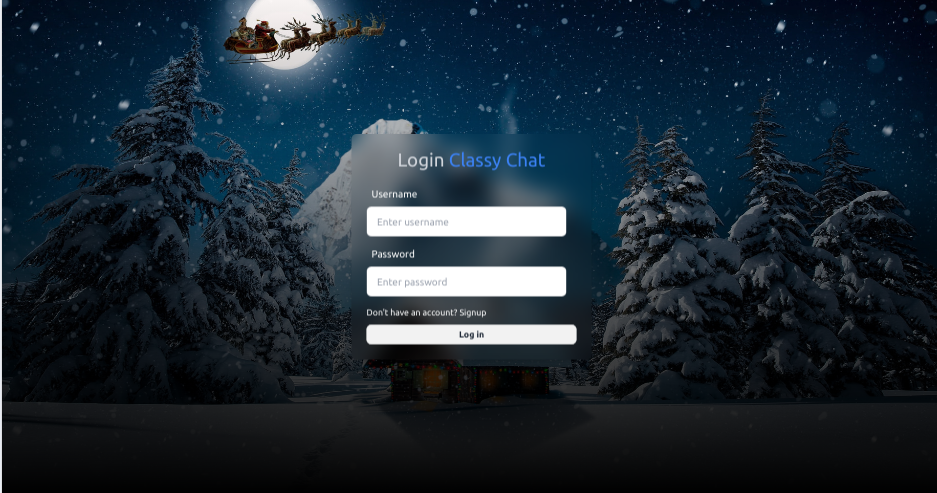 Login Classy Chat
Username
Enter username
Password
Enter password
Don't have an account? Signup
Log in